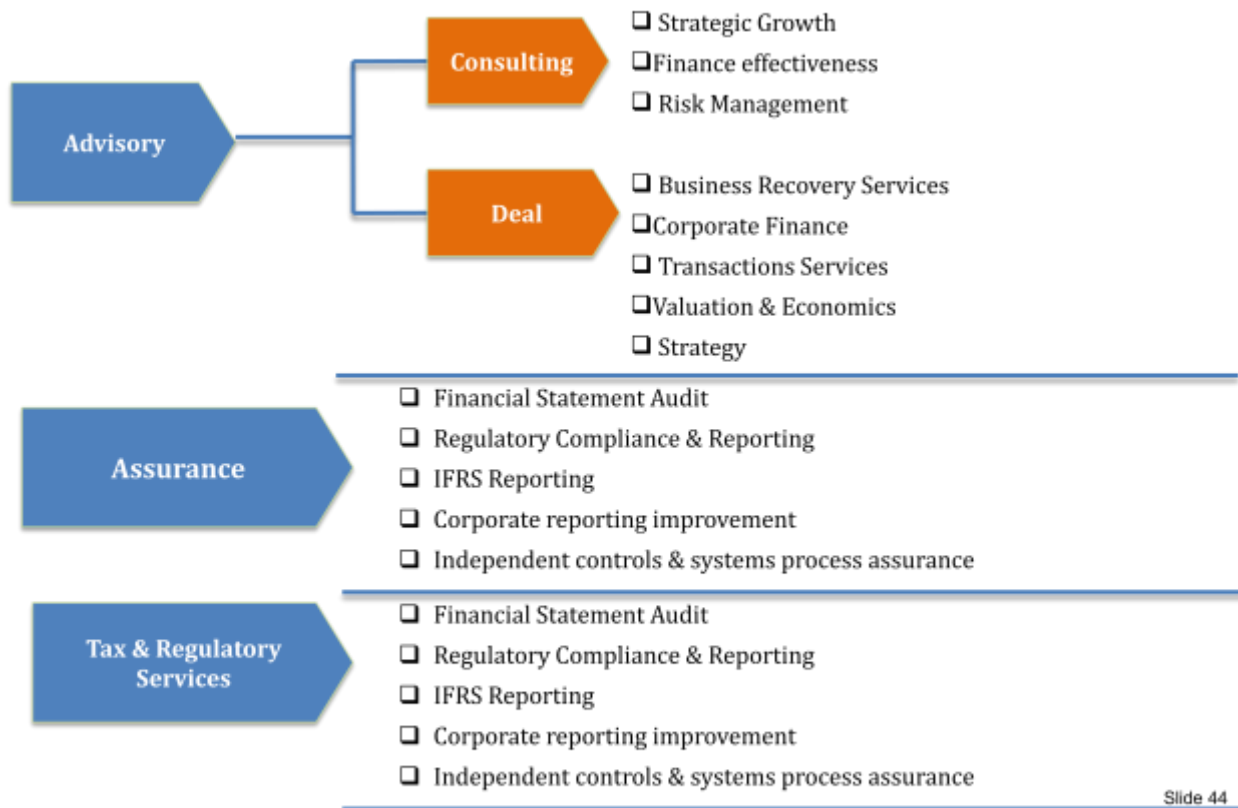 Advisory
Consulting
❑ Strategic Growth
❑Finance effectiveness
❑ Risk Management
Deal
❑ Business Recovery Services
❑Corporate Finance
❑ Transactions Services
❑Valuation & Economics
❑ Strategy
Assurance
❑ Financial Statement Audit
❑ Regulatory Compliance & Reporting
❑ IFRS Reporting
❑ Corporate reporting improvement
❑ Independent controls & systems process assurance
Tax & Regulatory
Services
❑ Financial Statement Audit
❑ Regulatory Compliance & Reporting
❑ IFRS Reporting
❑ Corporate reporting improvement
❑ Independent controls & systems process assurance
Slide 44